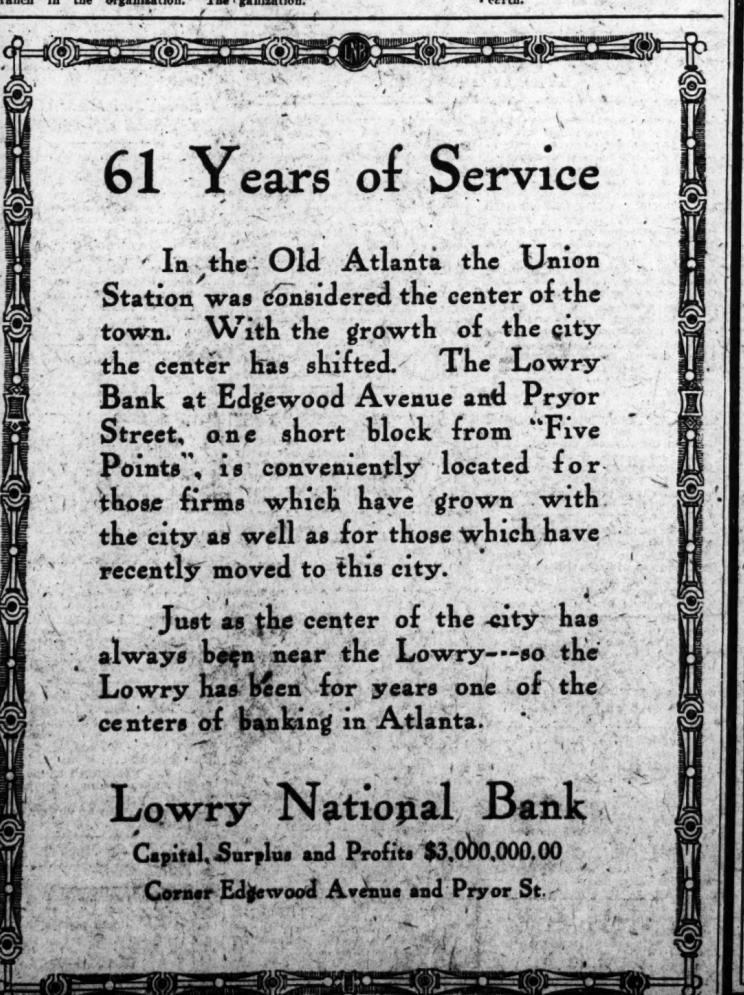 in the organization. The ganization.
61 Years of Service
In the Old Atlanta the Union
Station was considered the center of the
town. With the growth of the city
the center has shifted. The Lowry
Bank at Edgewood Avenue and Pryor
Street, one short block from "Five
Points", is conveniently located for
those firms which have grown with
the city as well as for those which have
recently moved to this city.
Just as the center of the city has
always been near the Lowry---so the
Lowry has been for years one of the
centers of banking in Atlanta.
Lowry National Bank
Capital, Surplus and Profits $3,000,000.00
Corner Edgewood Avenue and Pryor St.